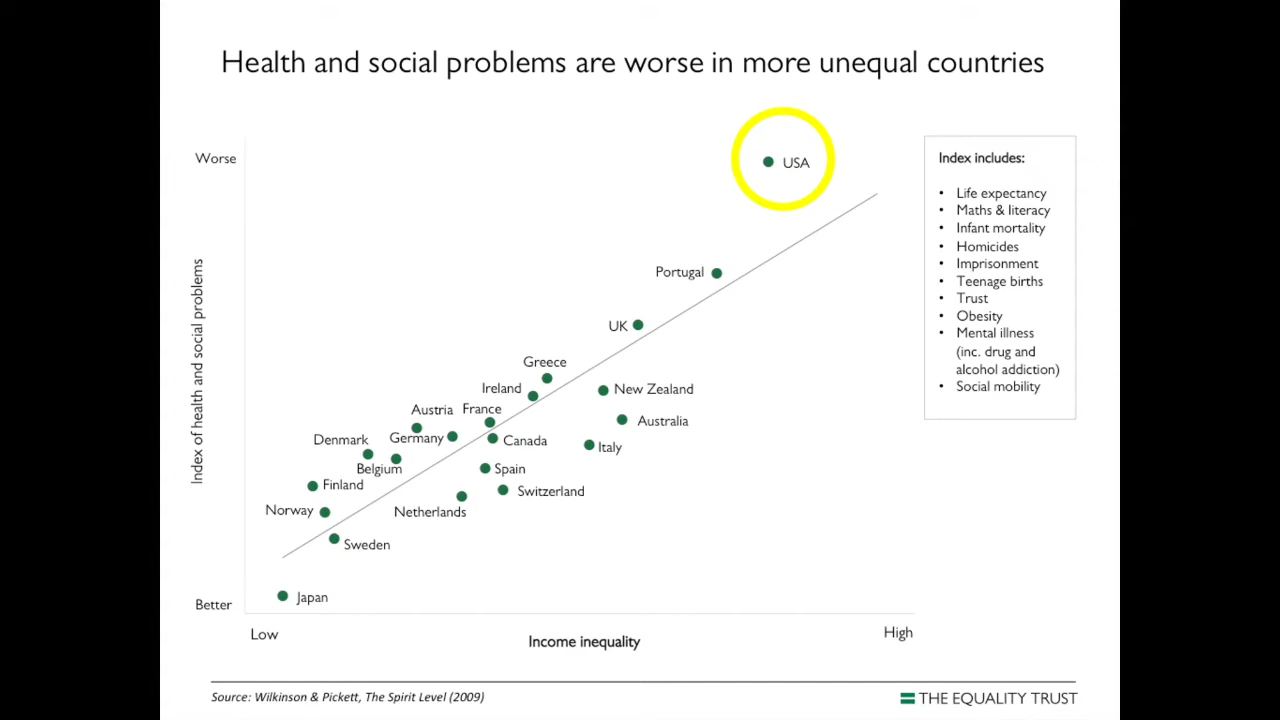 Health and social problems are worse in more unequal countries
Worse
USA
Index includes:
• Life expectancy
• Maths & literacy
• Infant mortality
• Homicides
• Imprisonment
• Teenage births
• Trust
• Obesity
• Mental illness
(inc. drug and
alcohol addiction)
• Social mobility
Index of health and social problems
Portugal
UK
Greece
Ireland
New Zealand
Austria
France
Australia
Denmark
Germany
Canada
Italy
Belgium
Spain
Finland
Switzerland
Norway
Netherlands
Sweden
Japan
Better
Low
High
Income inequality
Source: Wilkinson & Pickett, The Spirit Level (2009)
THE EQUALITY TRUST